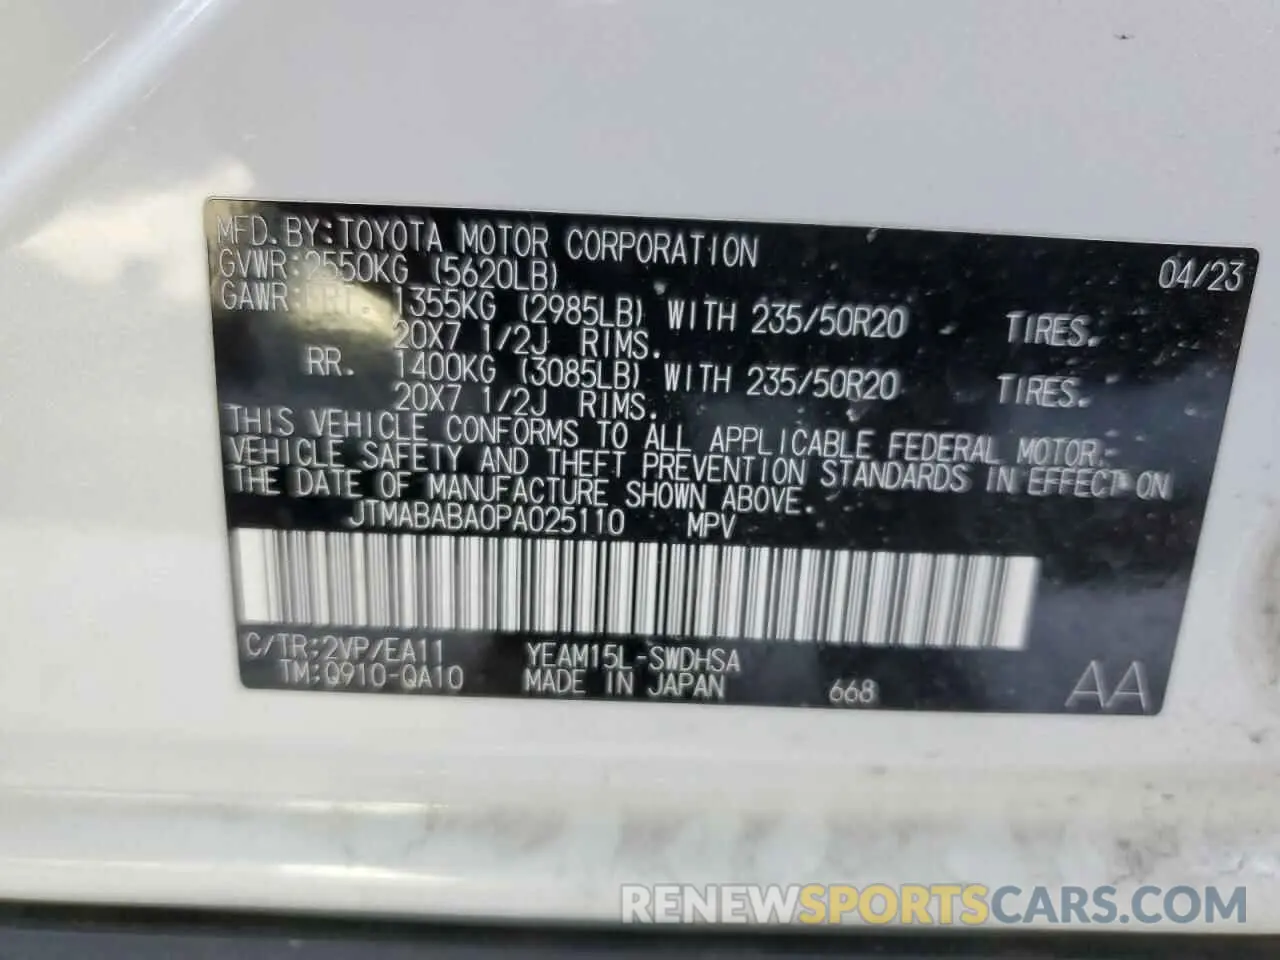 MFD. BY: TOYOTA MOTOR CORPORATION 04/23
GVWR: 2550KG (5620LB)
GAWR: FRT. 1355KG (2985LB) WITH 235/50R20 TIRES.
20X7 1/2J RIMS.
RR. 1400KG (3085LB) WITH 235/50R20 TIRES.
20X7 1/2J RIMS.
THIS VEHICLE CONFORMS TO ALL APPLICABLE FEDERAL MOTOR-
VEHICLE SAFETY AND THEFT PREVENTION STANDARDS IN EFFECT ON
THE DATE OF MANUFACTURE SHOWN ABOVE.
JTMABABA0PA025110 MPV
C/TR: 2VP/EA11 YEAM15L-SWDHSA
TM: Q910-QA10 MADE IN JAPAN 668 AA
RENEWSPORTSCARS.COM - 2023